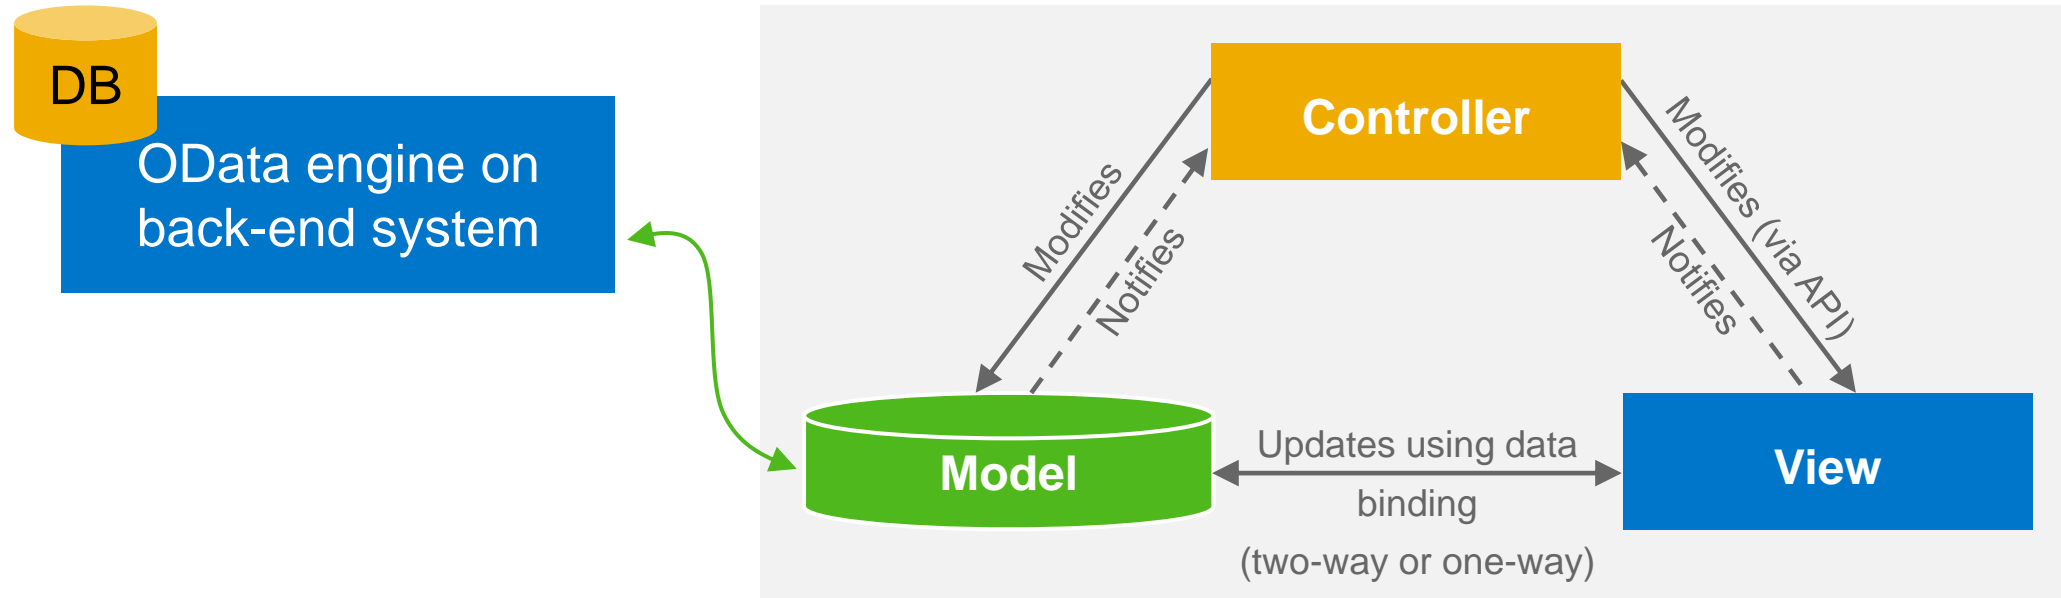 DB
OData engine on
back-end system
Controller
Modifies
Notifies
Modifies (via API)
Notifies
Model
Updates using data
binding
(two-way or one-way)
View